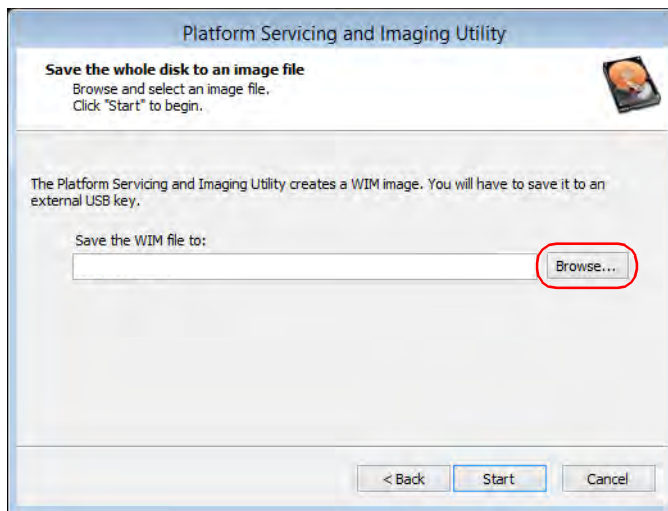 Platform Servicing and Imaging Utility
Save the whole disk to an image file
Browse and select an image file.
Click "Start" to begin.
The Platform Servicing and Imaging Utility creates a WIM image. You will have to save it to an
external USB key.
Save the WIM file to:
Browse...
< Back Start Cancel